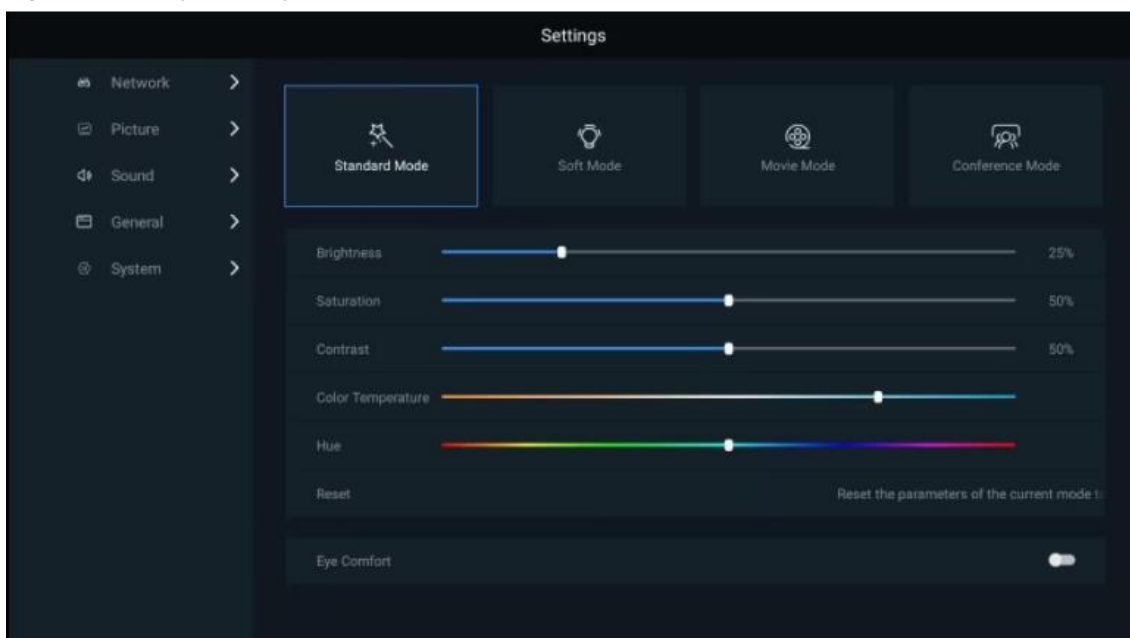 Settings
Network
Picture
Sound
General
System
Standard Mode
Soft Mode
Movie Mode
Conference Mode
Brightness 25%
Saturation 50%
Contrast 50%
Color Temperature
Hue
Reset Reset the parameters of the current mode
Eye Comfort